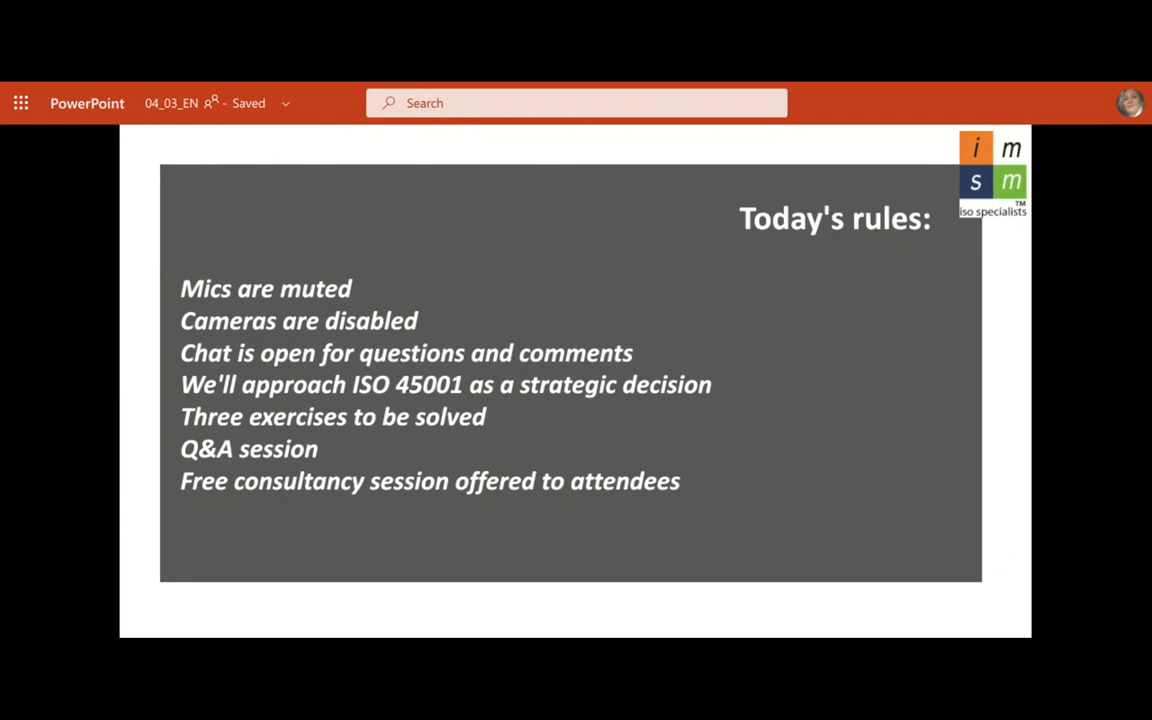 PowerPoint 04_03_EN - Saved Search
i m
s m
TM
iso specialists
Today's rules:
Mics are muted
Cameras are disabled
Chat is open for questions and comments
We'll approach ISO 45001 as a strategic decision
Three exercises to be solved
Q&A session
Free consultancy session offered to attendees